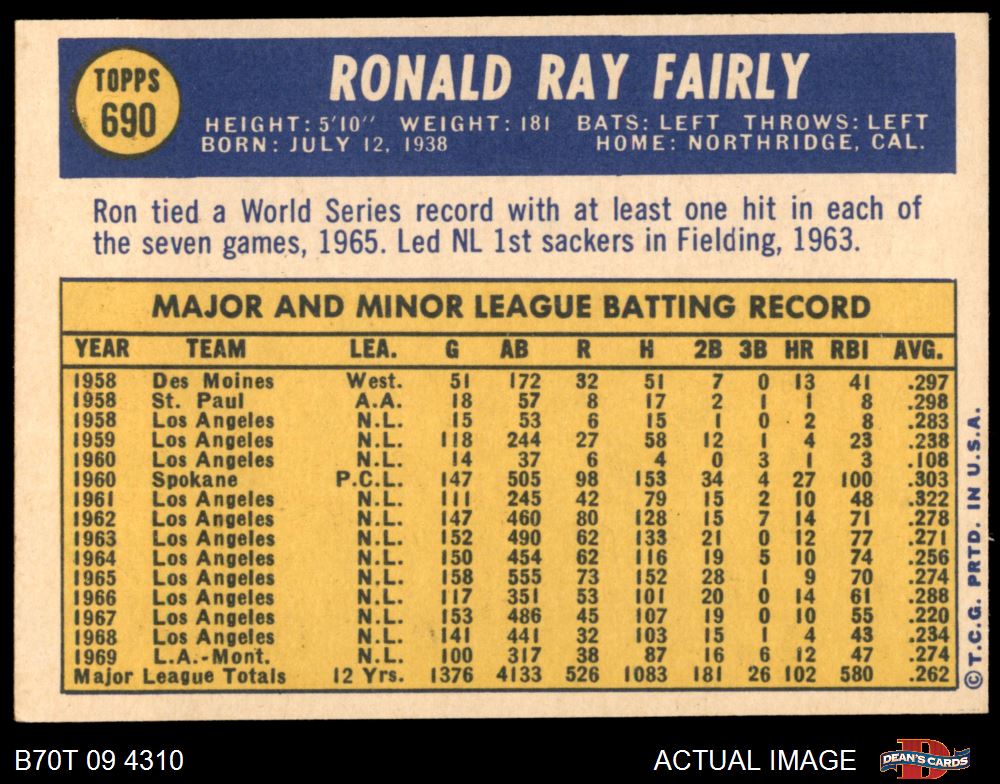 TOPPS
690
RONALD RAY FAIRLY
HEIGHT: 5'10" WEIGHT: 181 BATS: LEFT THROWS: LEFT
BORN: JULY 12, 1938 HOME: NORTHRIDGE, CAL.
Ron tied a World Series record with at least one hit in each of
the seven games, 1965. Led NL 1st sackers in Fielding, 1963.
MAJOR AND MINOR LEAGUE BATTING RECORD
YEAR TEAM LEA. G AB R H 2B 3B HR RBI AVG.
1958 Des Moines West. 51 172 32 51 7 0 13 41 .297
1958 St. Paul A.A. 18 57 8 17 2 1 1 8 .298
1958 Los Angeles N.L. 15 53 6 15 1 0 2 8 .283
1959 Los Angeles N.L. 118 244 27 58 12 1 4 23 .238
1960 Los Angeles N.L. 14 37 6 4 0 3 1 3 .108
1960 Spokane P.C.L. 147 505 98 153 34 4 27 100 .303
1961 Los Angeles N.L. 111 245 42 79 15 2 10 48 .322
1962 Los Angeles N.L. 147 460 80 128 15 7 14 71 .278
1963 Los Angeles N.L. 152 490 62 133 21 0 12 77 .271
1964 Los Angeles N.L. 150 454 62 116 19 5 10 74 .256
1965 Los Angeles N.L. 158 555 73 152 28 1 9 70 .274
1966 Los Angeles N.L. 117 351 53 101 20 0 14 61 .288
1967 Los Angeles N.L. 153 486 45 107 19 0 10 55 .220
1968 Los Angeles N.L. 141 441 32 103 15 1 4 43 .234
1969 L.A.-Mont. N.L. 100 317 38 87 16 6 12 47 .274
Major League Totals 12 Yrs. 1376 4133 526 1083 181 26 102 580 .262
©T.C.G. PRTD. IN U.S.A.
B70T 09 4310 ACTUAL IMAGE
DEAN'S CARDS